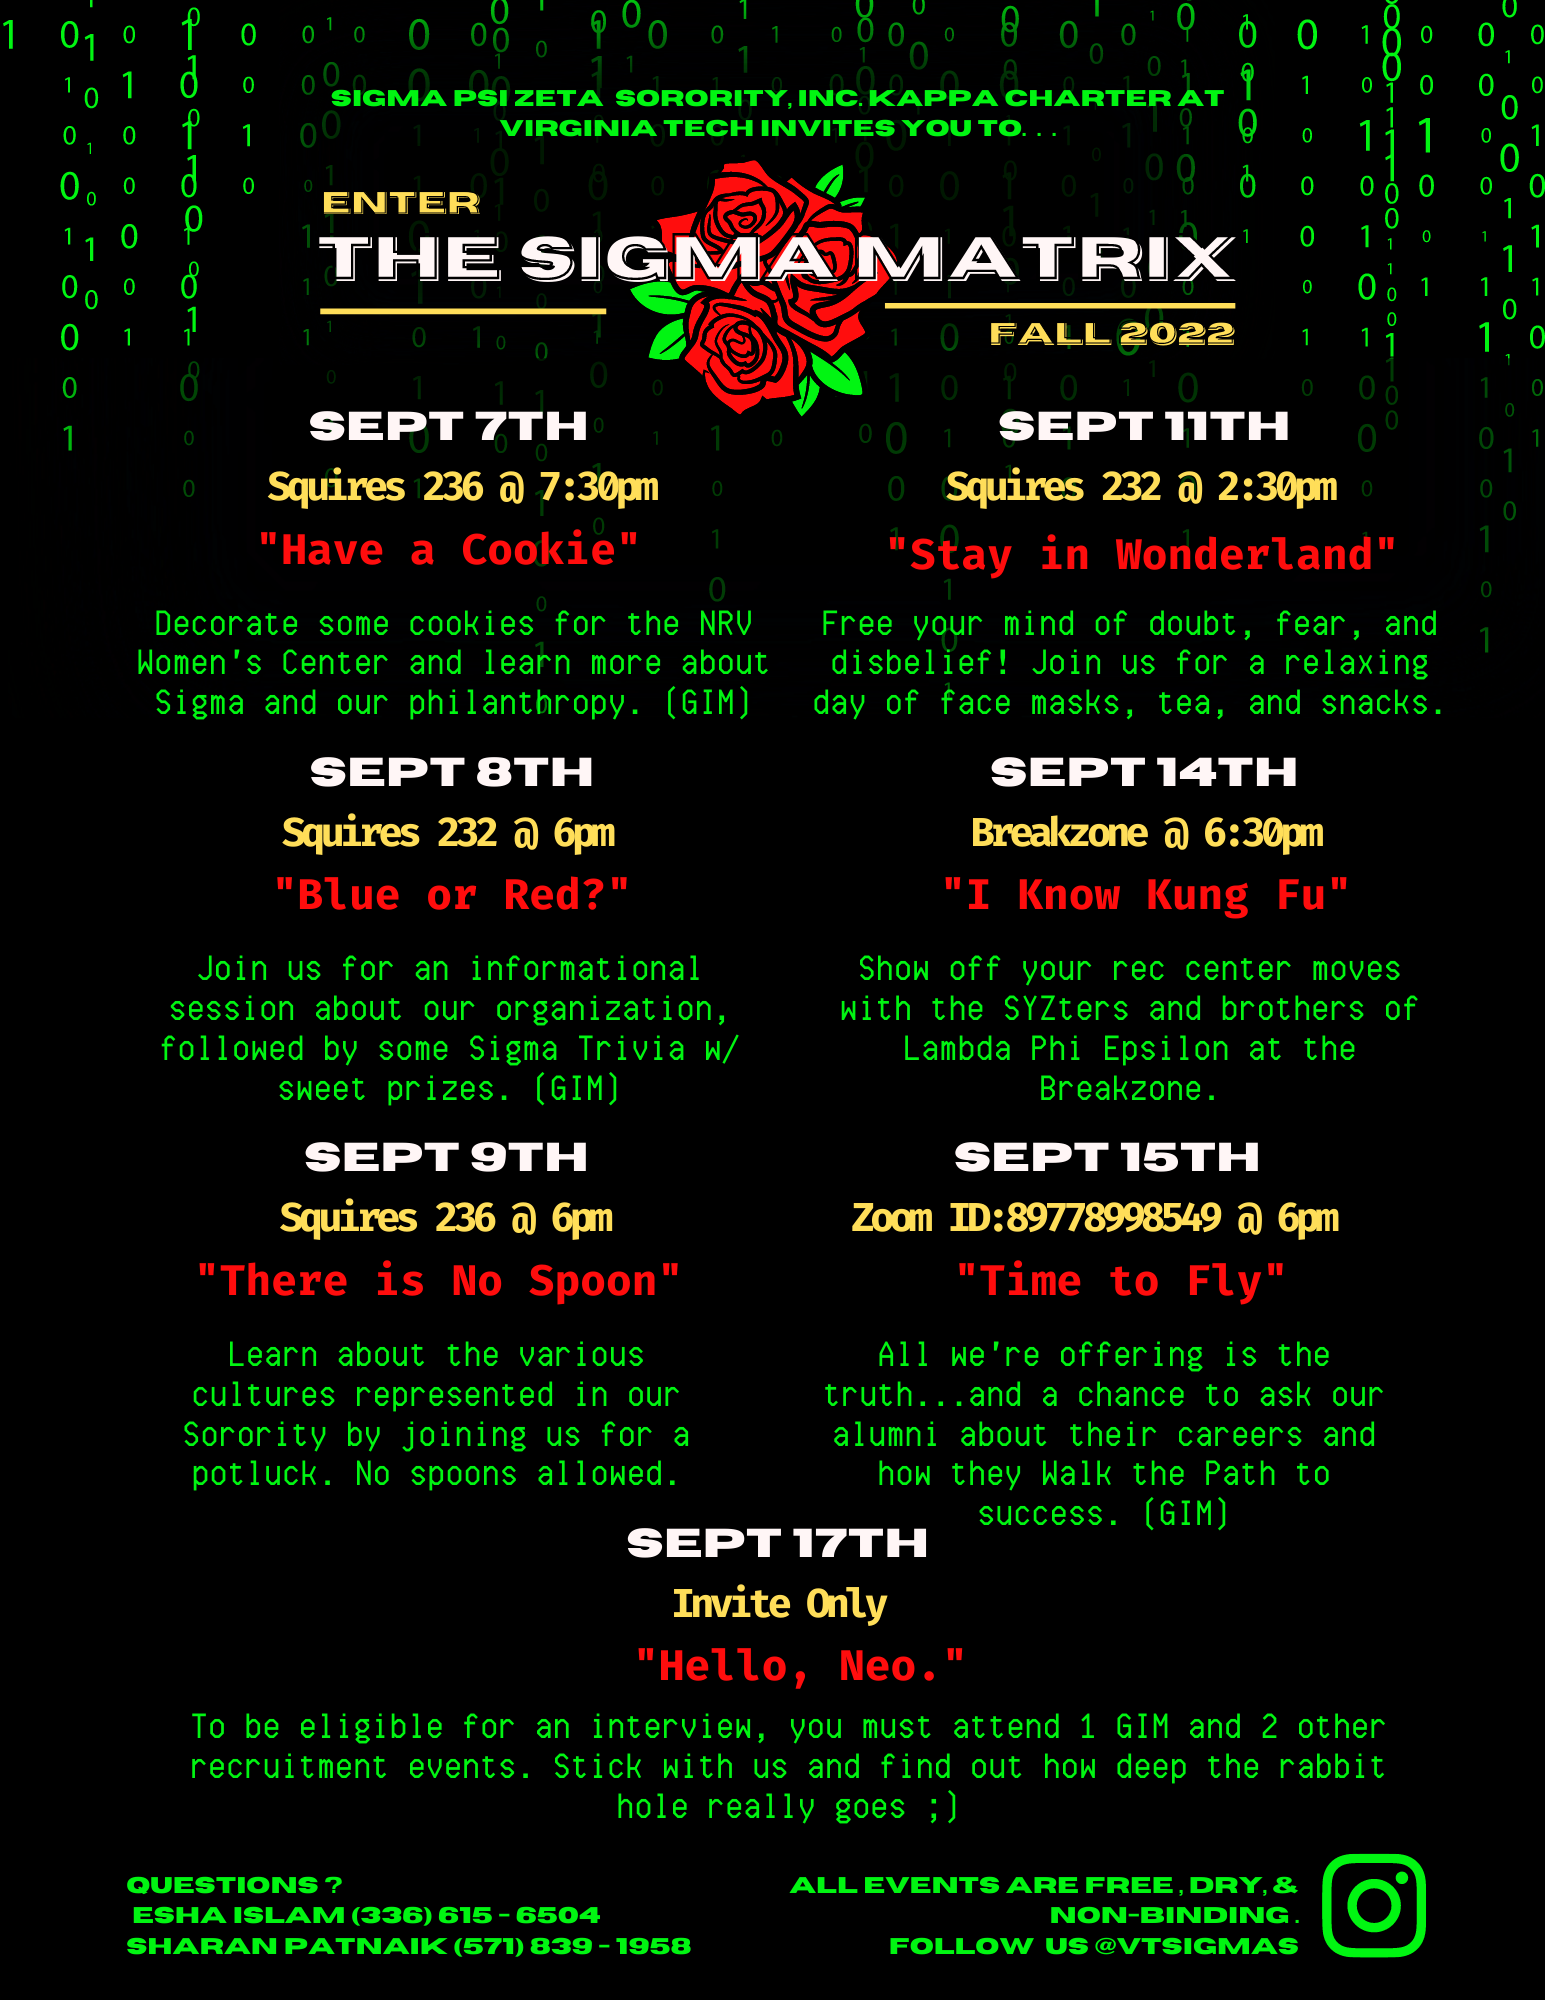 SIGMA PSI ZETA SORORITY, INC. KAPPA CHARTER AT
VIRGINIA TECH INVITES YOU TO. . .
ENTER
THE SIGMA MATRIX
FALL 2022
SEPT 7TH
Squires 236 @ 7:30pm
"Have a Cookie"
Decorate some cookies for the NRV
Women's Center and learn more about
Sigma and our philanthropy. (GIM)
SEPT 8TH
Squires 232 @ 6pm
"Blue or Red?"
Join us for an informational
session about our organization,
followed by some Sigma Trivia w/
sweet prizes. (GIM)
SEPT 9TH
Squires 236 @ 6pm
"There is No Spoon"
Learn about the various
cultures represented in our
Sorority by joining us for a
potluck. No spoons allowed.
SEPT 11TH
Squires 232 @ 2:30pm
"Stay in Wonderland"
Free your mind of doubt, fear, and
disbelief! Join us for a relaxing
day of face masks, tea, and snacks.
SEPT 14TH
Breakzone @ 6:30pm
"I Know Kung Fu"
Show off your rec center moves
with the SYZters and brothers of
Lambda Phi Epsilon at the
Breakzone.
SEPT 15TH
Zoom ID:89778998549 @ 6pm
"Time to Fly"
All we're offering is the
truth...and a chance to ask our
alumni about their careers and
how they Walk the Path to
success. (GIM)
SEPT 17TH
Invite Only
"Hello, Neo."
To be eligible for an interview, you must attend 1 GIM and 2 other
recruitment events. Stick with us and find out how deep the rabbit
hole really goes ;)
QUESTIONS ?
ESHA ISLAM (336) 615 - 6504
SHARAN PATNAIK (571) 839 - 1958
ALL EVENTS ARE FREE , DRY, &
NON-BINDING .
FOLLOW US @VTSIGMAS